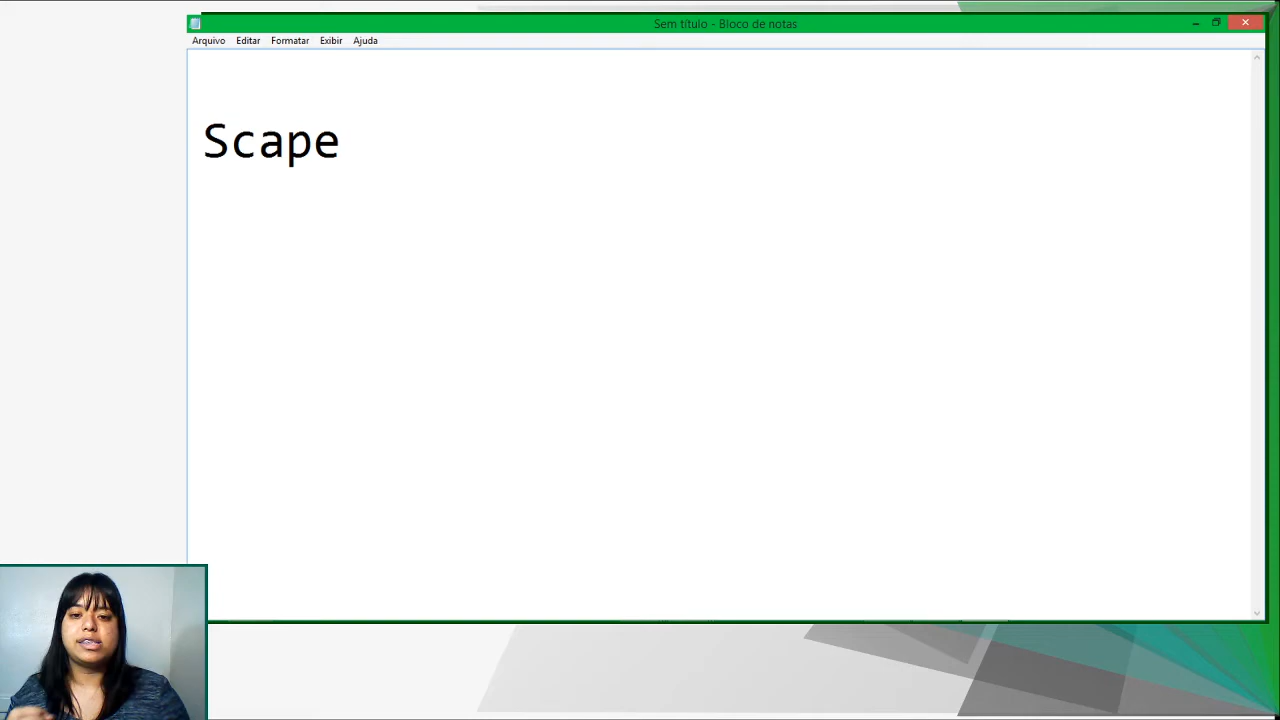 Sem título - Bloco de notas
Arquivo Editar Formatar Exibir Ajuda
Scape